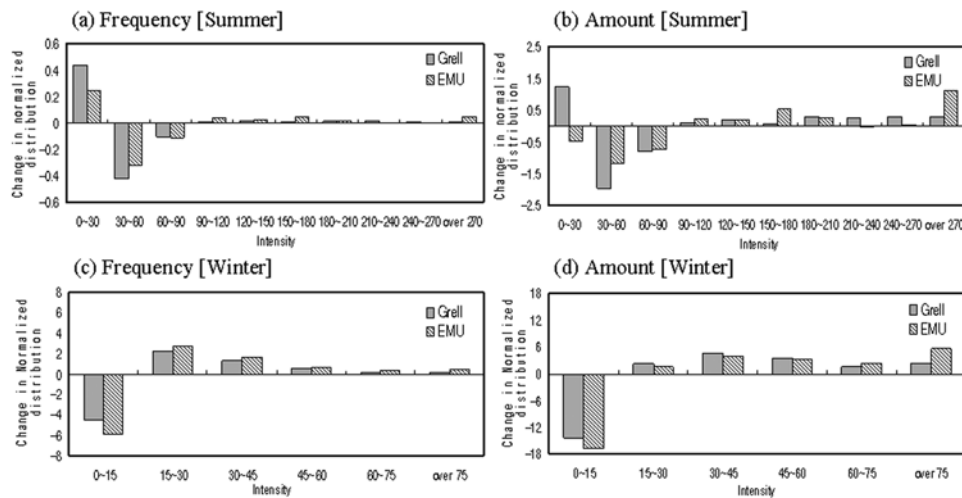 (a) Frequency [Summer]
Change in normalized distribution
0.6
0.4
0.2
0
-0.2
-0.4
-0.6
Grell
EMU
0~30 30~60 60~90 90~120 120~150 150~180 180~210 210~240 240~270 over 270
Intensity
(b) Amount [Summer]
Change in normalized distribution
2.5
1.5
0.5
-0.5
-1.5
-2.5
Grell
EMU
0~30 30~60 60~90 90~120 120~150 150~180 180~210 210~240 240~270 over 270
Intensity
(c) Frequency [Winter]
Change in Normalized distribution
8
6
4
2
0
-2
-4
-6
-8
Grell
EMU
0~15 15~30 30~45 45~60 60~75 over 75
Intensity
(d) Amount [Winter]
Change in Normalized distribution
18
12
6
0
-6
-12
-18
Grell
EMU
0~15 15~30 30~45 45~60 60~75 over 75
Intensity